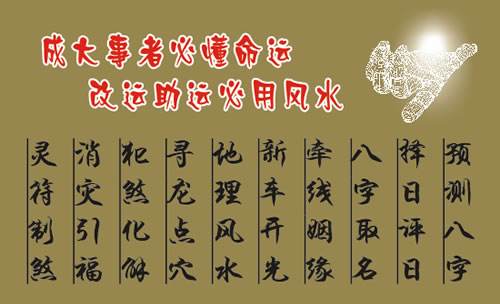 成大事者必懂命运
改运助运必用风水
预测八字
择日评日
八字取名
牵线姻缘
新车开光
地理风水
寻龙点穴
犯煞化解
消灾引福
灵符制煞